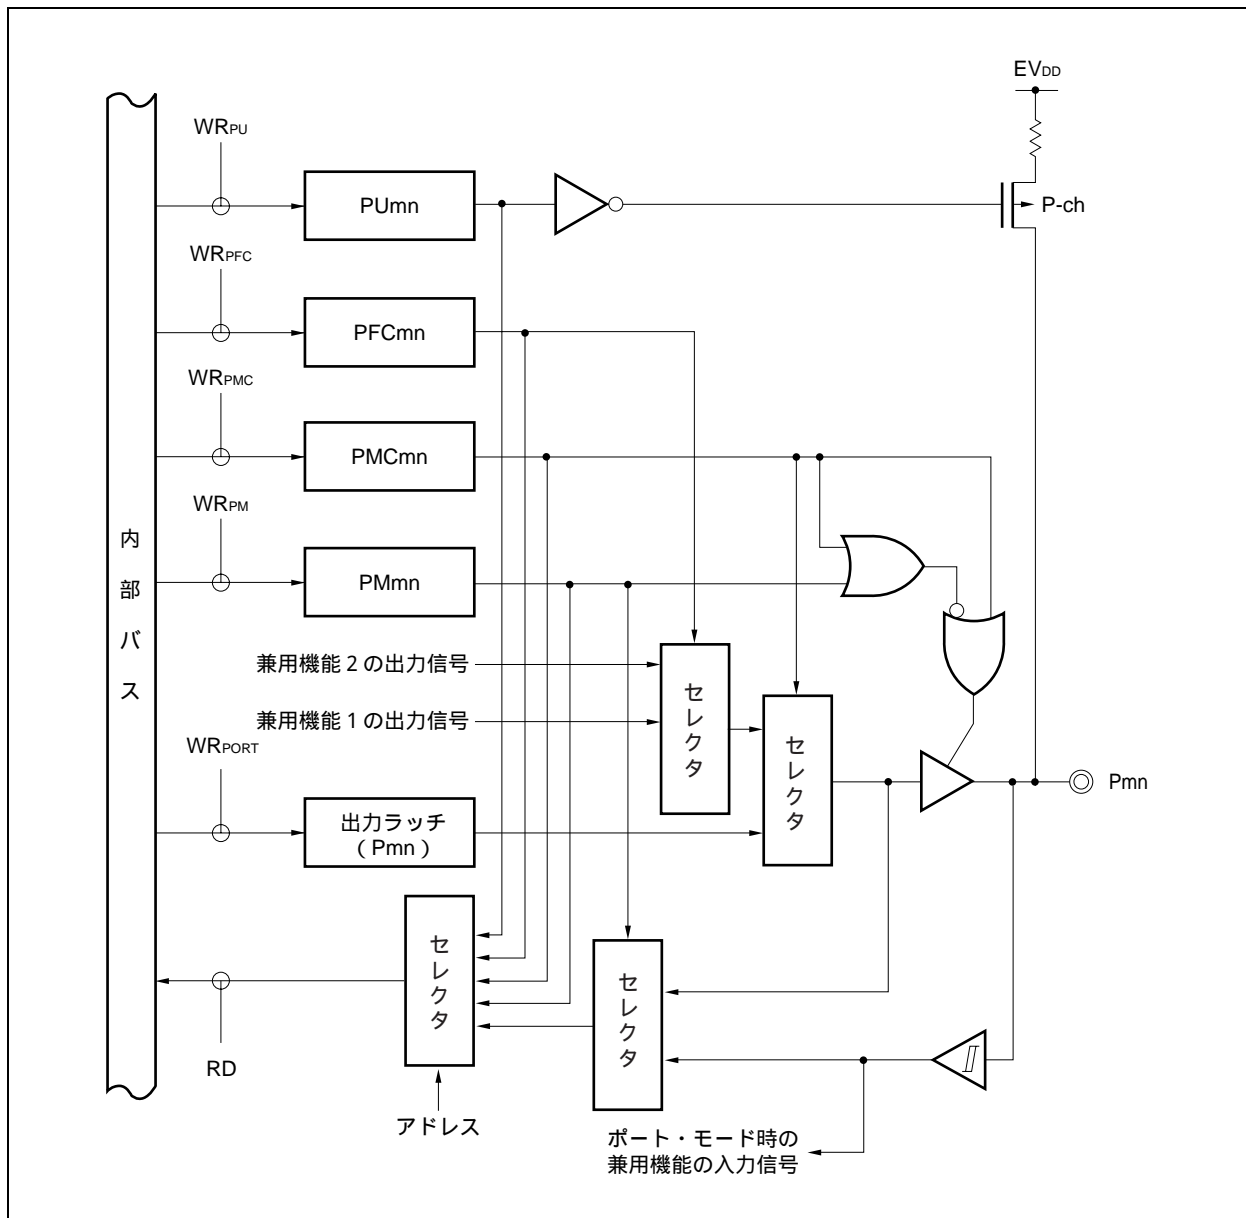 EVDD
WRPU
PUmn
P-ch
WRPFC
PFCmn
WRPMC
PMCmn
WRPM
PMmn
内部バス
兼用機能2の出力信号
兼用機能1の出力信号
セレクタ
セレクタ
WRPORT
出力ラッチ
(Pmn)
Pmn
セレクタ
セレクタ
RD
アドレス
ポート・モード時の
兼用機能の入力信号